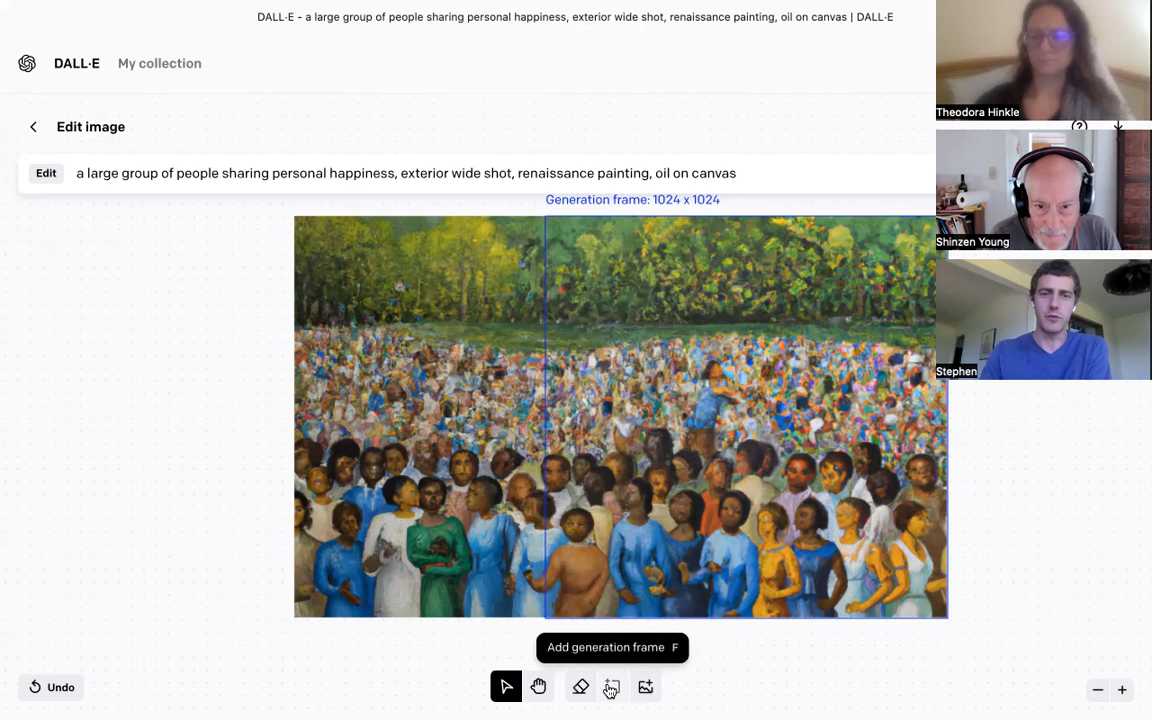 DALL·E - a large group of people sharing personal happiness, exterior wide shot, renaissance painting, oil on canvas | DALL·E
DALL·E My collection
Theodora Hinkle
Edit image
Edit a large group of people sharing personal happiness, exterior wide shot, renaissance painting, oil on canvas
Generation frame: 1024 x 1024
Shinzen Young
Stephen
Add generation frame F
Undo